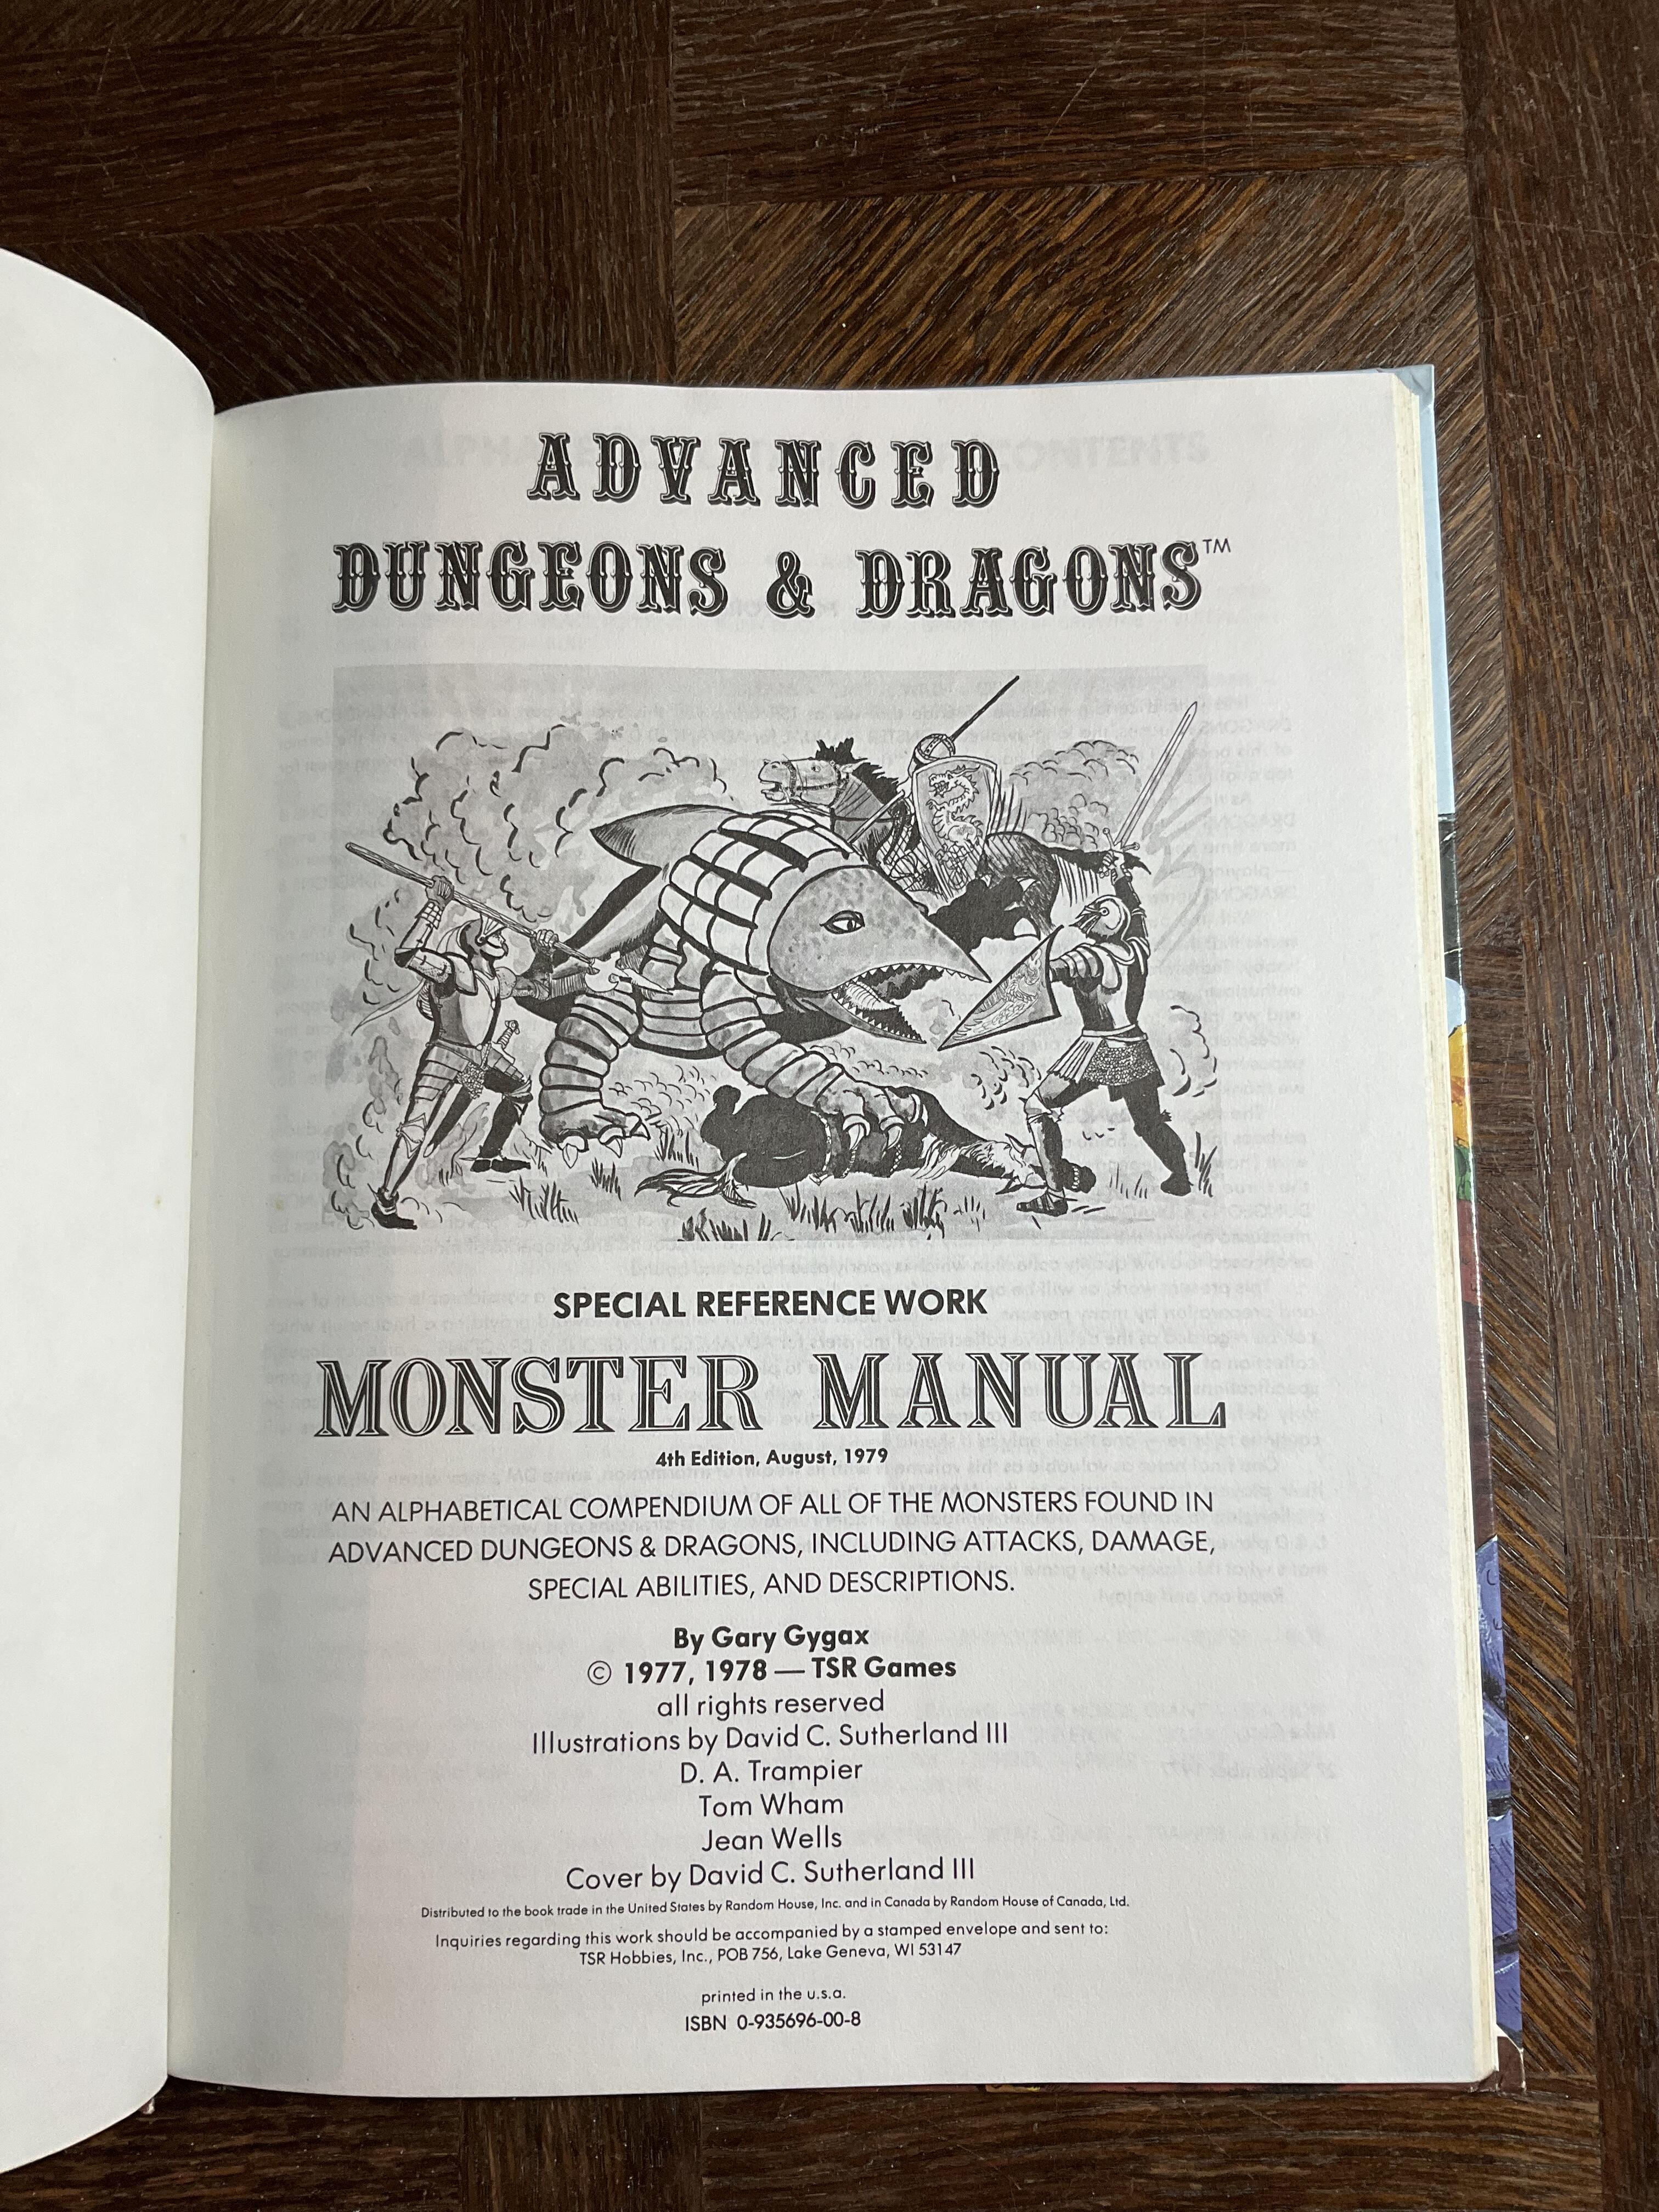 ADVANCED
DUNGEONS & DRAGONS™
SPECIAL REFERENCE WORK
MONSTER MANUAL
4th Edition, August, 1979
AN ALPHABETICAL COMPENDIUM OF ALL OF THE MONSTERS FOUND IN
ADVANCED DUNGEONS & DRAGONS, INCLUDING ATTACKS, DAMAGE,
SPECIAL ABILITIES, AND DESCRIPTIONS.
By Gary Gygax
© 1977, 1978 — TSR Games
all rights reserved
Illustrations by David C. Sutherland III
D. A. Trampier
Tom Wham
Jean Wells
Cover by David C. Sutherland III
Distributed to the book trade in the United States by Random House, Inc. and in Canada by Random House of Canada, Ltd.
Inquiries regarding this work should be accompanied by a stamped envelope and sent to:
TSR Hobbies, Inc., POB 756, Lake Geneva, WI 53147
printed in the u.s.a.
ISBN 0-935696-00-8